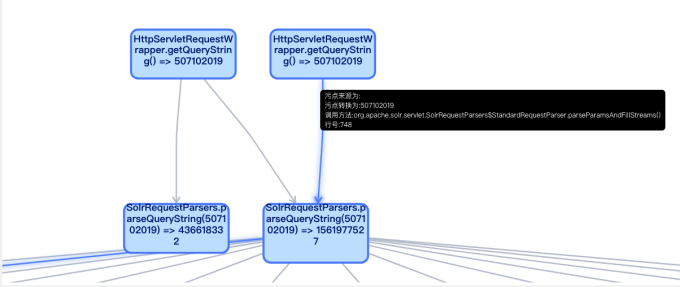 HttpServletRequestW
rapper.getQueryStrin
g() => 507102019
HttpServletRequestW
rapper.getQueryStrin
g() => 507102019
污点来源为:
污点转换为:507102019
调用方法:org.apache.solr.servlet.SolrRequestParsers$StandardRequestParser.parseParamsAndFillStreams()
行号:748
SolrRequestParsers.p
arseQueryString(5071
02019) => 43661833
2
SolrRequestParsers.p
arseQueryString(5071
02019) => 156197752
7